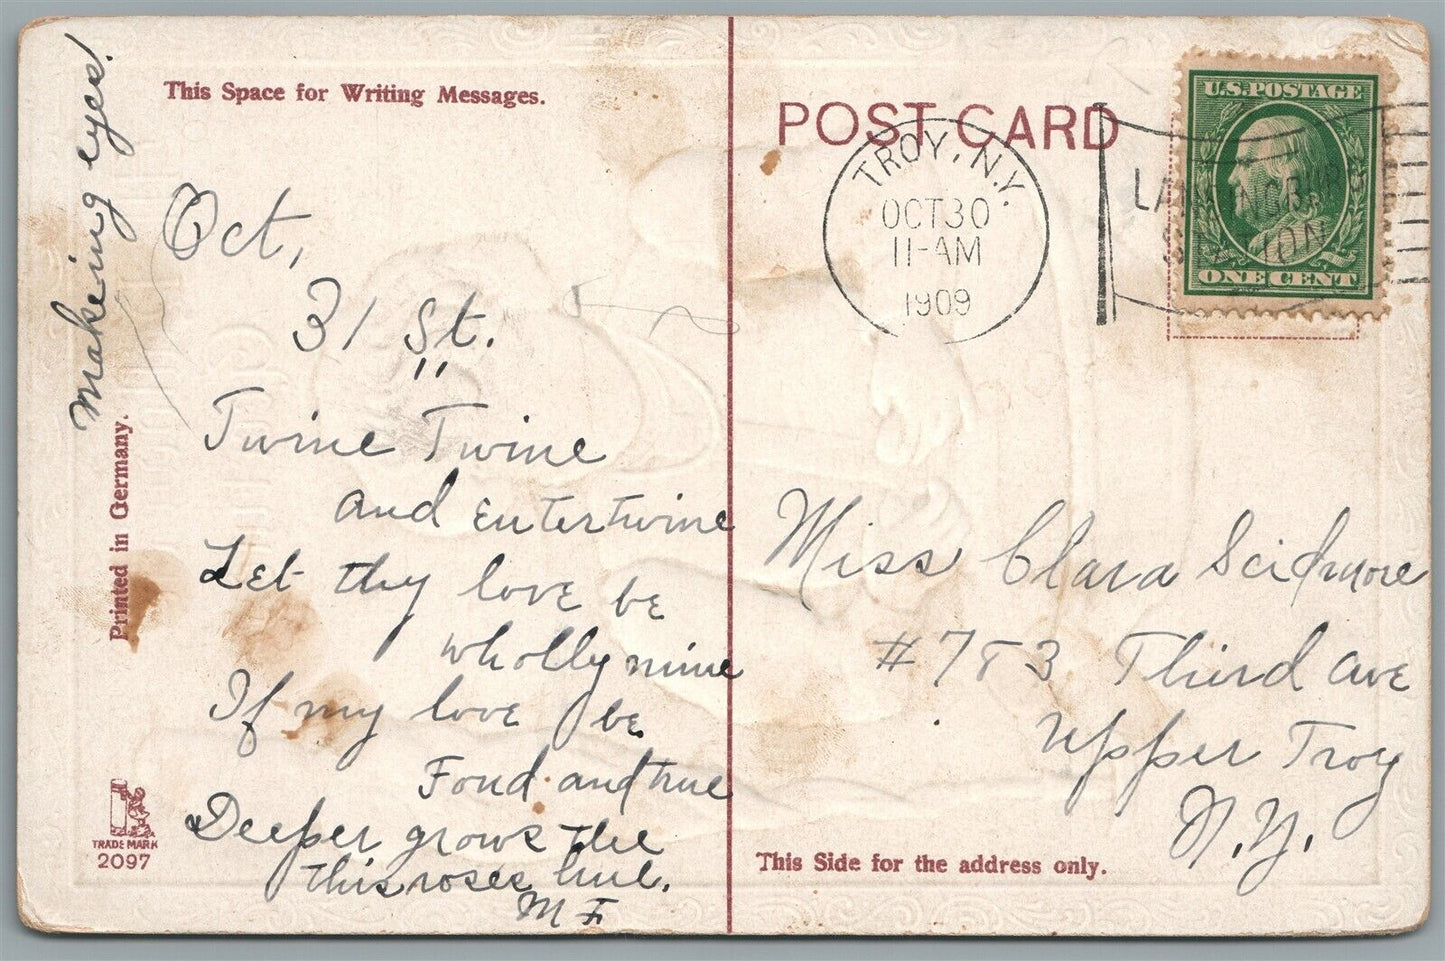 Makeing eyes.
This Space for Writing Messages.
Oct,
31 St.
Twine Twine
and entertwine
Let thy love be
wholly mine
If my love be
Fond and true
Deeper grows the
this roses hue.
M F
Printed in Germany.
TRADE MARK
2097
POST CARD
TROY, N.Y.
OCT 30
11-AM
1909
STATION
U.S. POSTAGE
ONE CENT
Miss Clara Scidmore
#783 Third ave
upper Troy
N.Y.
This Side for the address only.